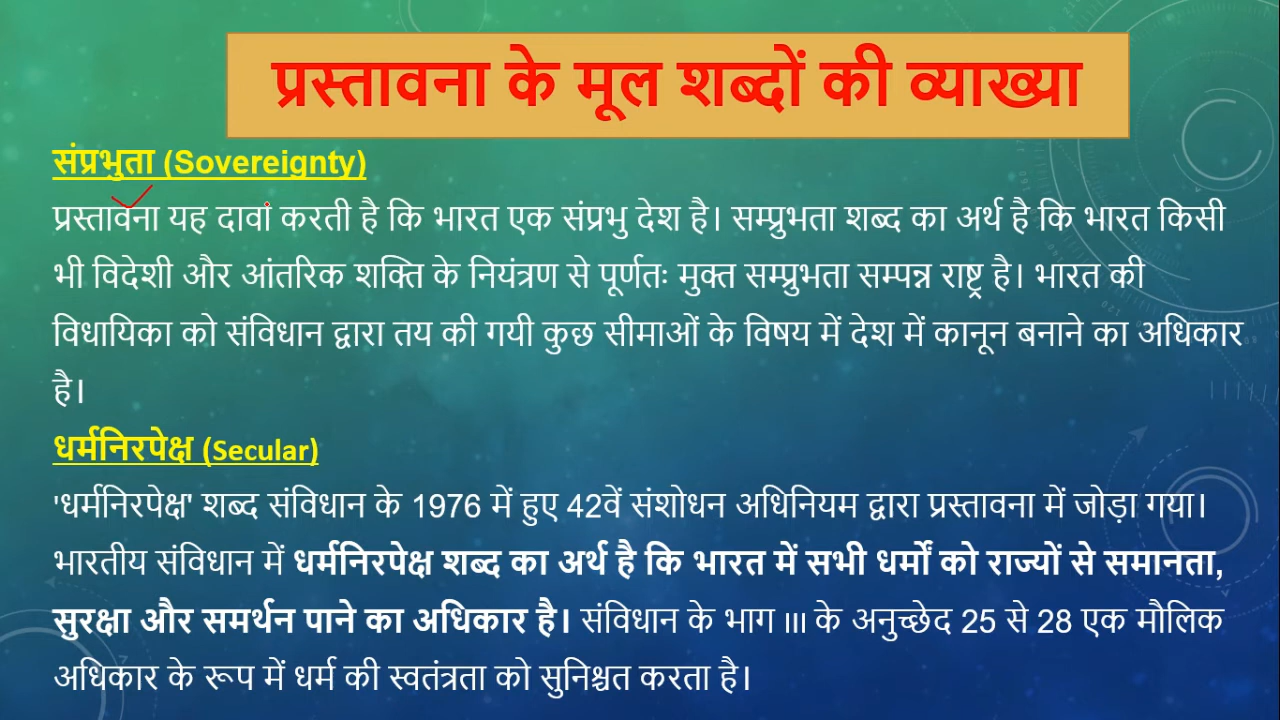 प्रस्तावना के मूल शब्दों की व्याख्या
संप्रभुता (Sovereignty)
प्रस्तावना यह दावा करती है कि भारत एक संप्रभु देश है। सम्प्रुभता शब्द का अर्थ है कि भारत किसी
भी विदेशी और आंतरिक शक्ति के नियंत्रण से पूर्णतः मुक्त सम्प्रुभता सम्पन्न राष्ट्र है। भारत की
विधायिका को संविधान द्वारा तय की गयी कुछ सीमाओं के विषय में देश में कानून बनाने का अधिकार
है।
धर्मनिरपेक्ष (Secular)
'धर्मनिरपेक्ष' शब्द संविधान के 1976 में हुए 42वें संशोधन अधिनियम द्वारा प्रस्तावना में जोड़ा गया।
भारतीय संविधान में धर्मनिरपेक्ष शब्द का अर्थ है कि भारत में सभी धर्मों को राज्यों से समानता,
सुरक्षा और समर्थन पाने का अधिकार है। संविधान के भाग III के अनुच्छेद 25 से 28 एक मौलिक
अधिकार के रूप में धर्म की स्वतंत्रता को सुनिश्चत करता है।